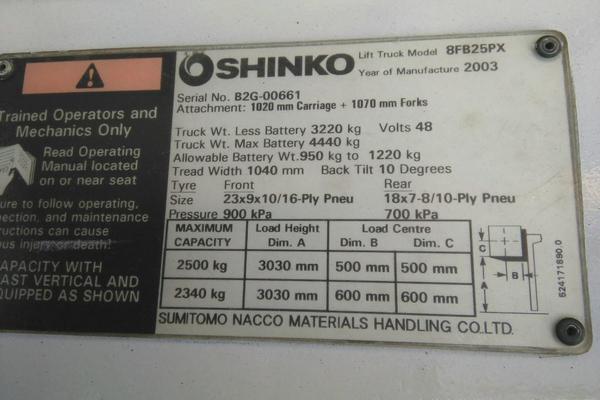 Trained Operators and
Mechanics Only
Read Operating
Manual located
on or near seat
ure to follow operating,
ection, and maintenance
ructions can cause
ous injury or death!
APACITY WITH
AST VERTICAL AND
QUIPPED AS SHOWN
SHINKO Lift Truck Model 8FB25PX
Year of Manufacture 2003
Serial No. B2G-00661
Attachment: 1020 mm Carriage + 1070 mm Forks
Truck Wt. Less Battery 3220 kg Volts 48
Truck Wt. Max Battery 4440 kg
Allowable Battery Wt. 950 kg to 1220 kg
Tread Width 1040 mm Back Tilt 10 Degrees
Tyre Front Rear
Size 23x9x10/16-Ply Pneu 18x7-8/10-Ply Pneu
Pressure 900 kPa 700 kPa
MAXIMUM CAPACITY Load Height Dim. A Load Centre Dim. B Dim. C
2500 kg 3030 mm 500 mm 500 mm
2340 kg 3030 mm 600 mm 600 mm
C
B
A
524171890.0
SUMITOMO NACCO MATERIALS HANDLING CO.LTD.